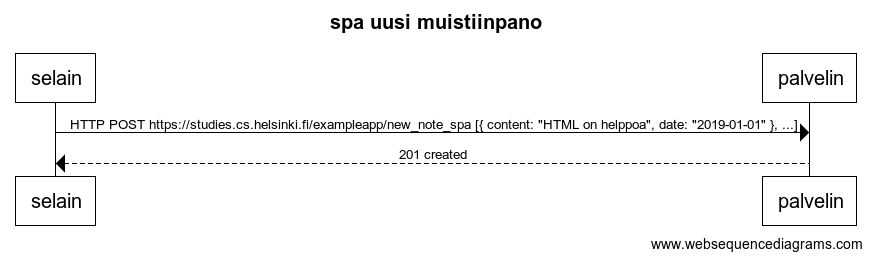 spa uusi muistiinpano
selain
palvelin
HTTP POST https://studies.cs.helsinki.fi/exampleapp/new_note_spa [{ content: "HTML on helppoa", date: "2019-01-01" }, ...]
201 created
selain
palvelin
www.websequencediagrams.com